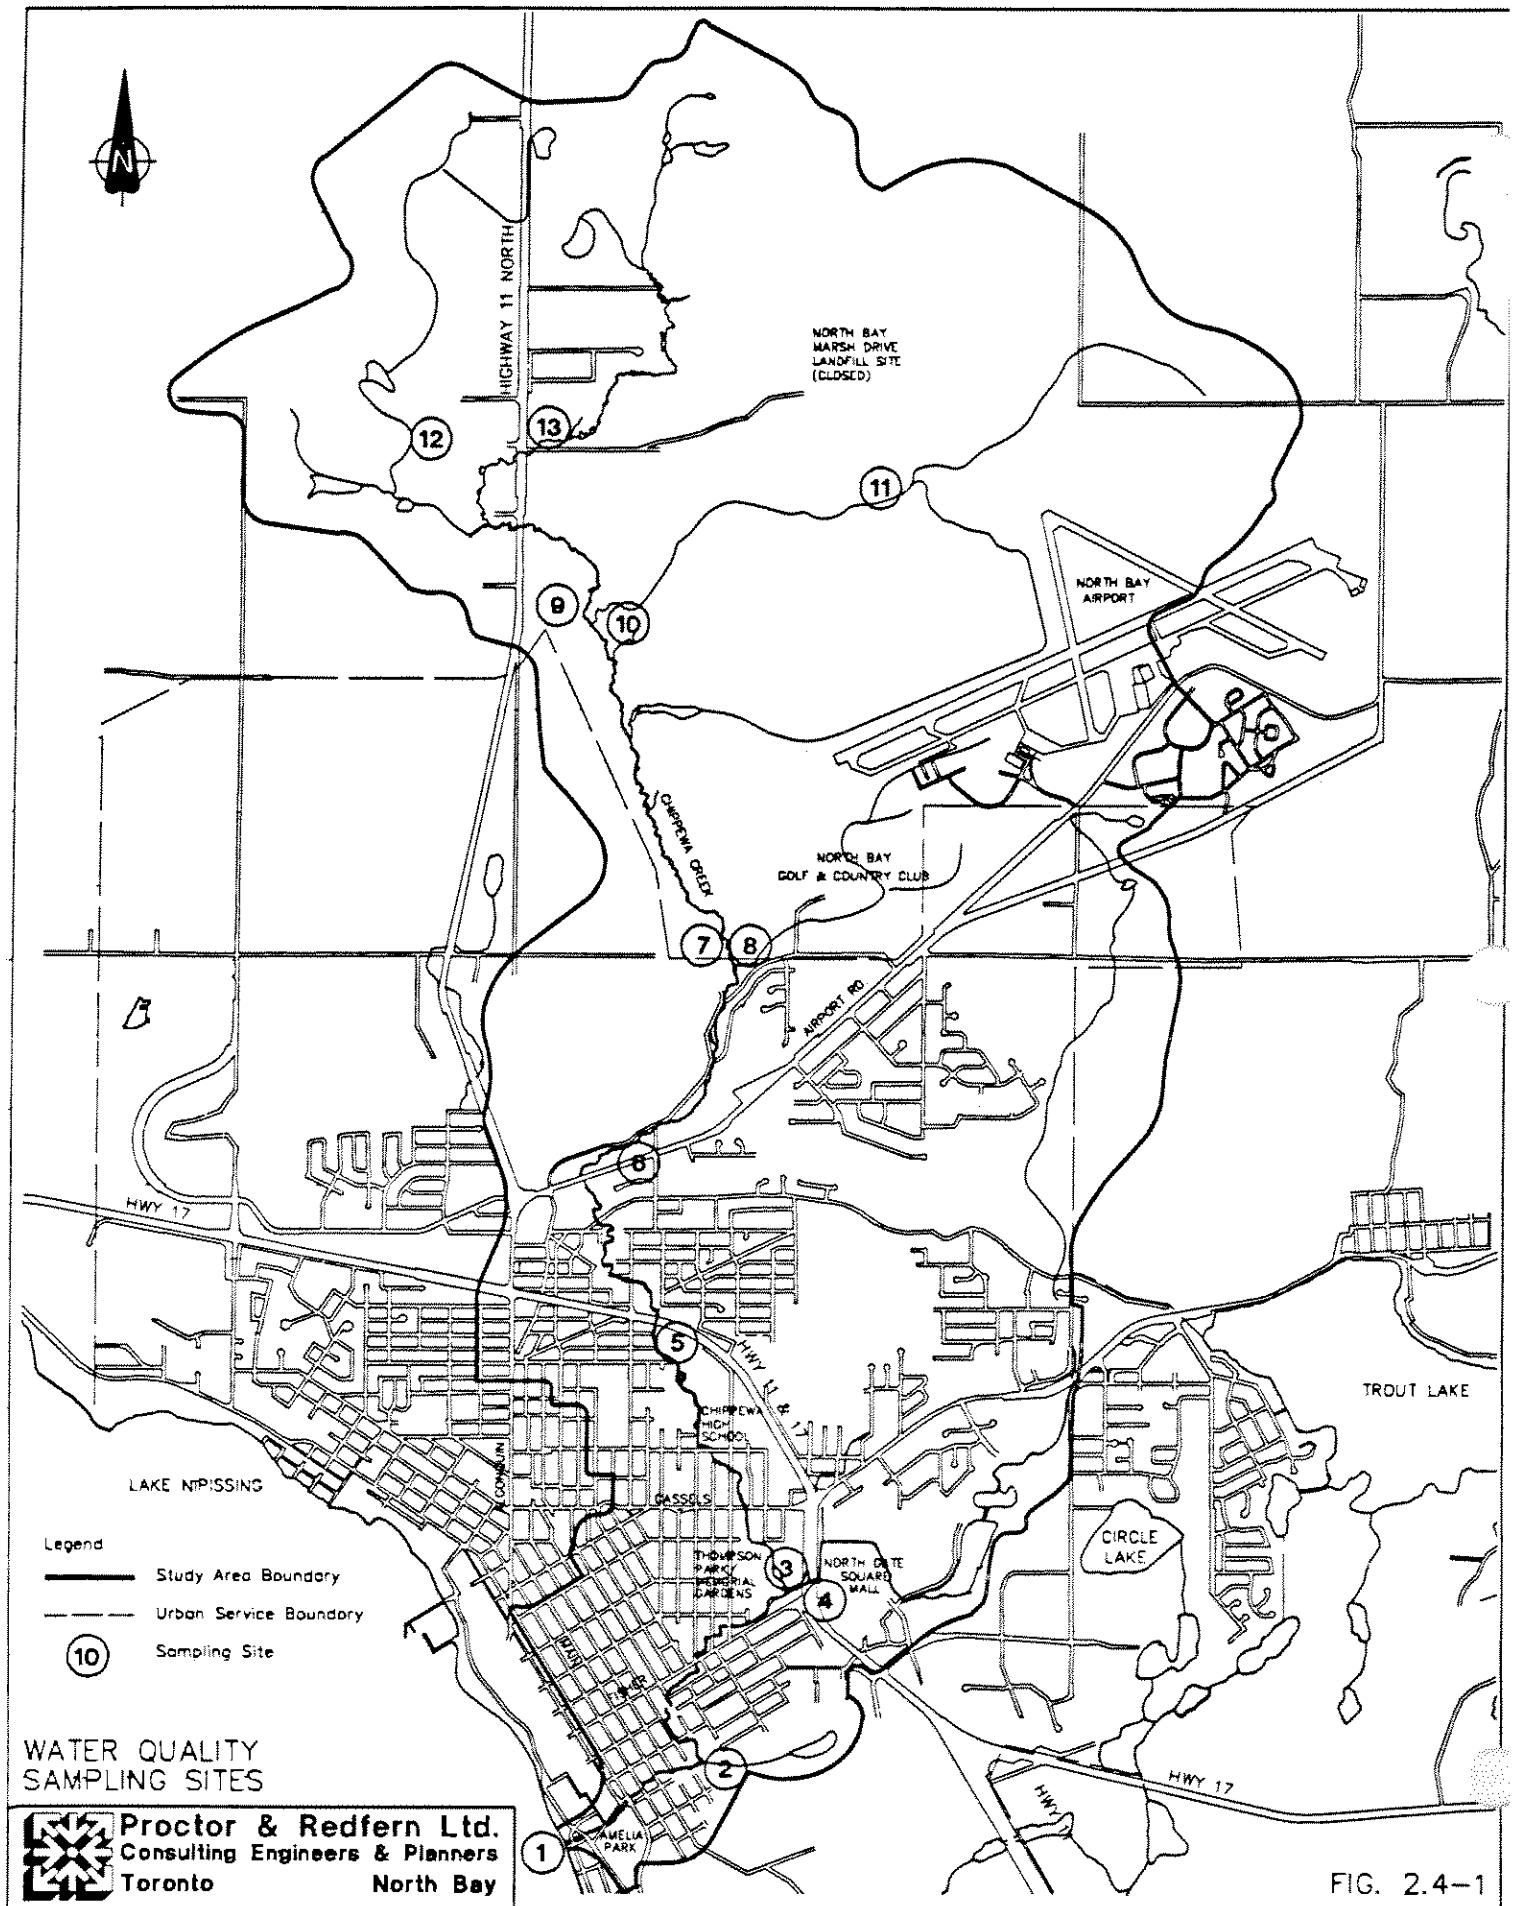 N
HIGHWAY 11 NORTH
NORTH BAY
MARSH DRIVE
LANDFILL SITE
(CLOSED)
12
13
11
NORTH BAY
AIRPORT
9
10
CHIPPEWA CREEK
NORTH BAY
GOLF & COUNTRY CLUB
7
8
AIRPORT RD
6
HWY 17
5
HWY 11 & 17
TROUT LAKE
CHIPPEWA
HIGH
SCHOOL
ALGONQUIN
LAKE NIPISSING
CASSELS
CIRCLE
LAKE
THOMPSON
PARK/
MEMORIAL
GARDENS
3
NORTH GATE
SQUARE
MALL
4
Legend
Study Area Boundary
Urban Service Boundary
10
Sampling Site
MAIN
FISHER
2
HWY 17
HWY
WATER QUALITY
SAMPLING SITES
Proctor & Redfern Ltd.
Consulting Engineers & Planners
Toronto North Bay
1
AMELIA
PARK
FIG. 2.4-1